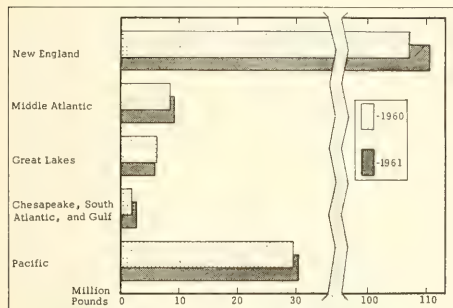 New England
Middle Atlantic
-1960
Great Lakes
-1961
Chesapeake, South
Atlantic, and Gulf
Pacific
Million
Pounds
0 10 20 30 100 110